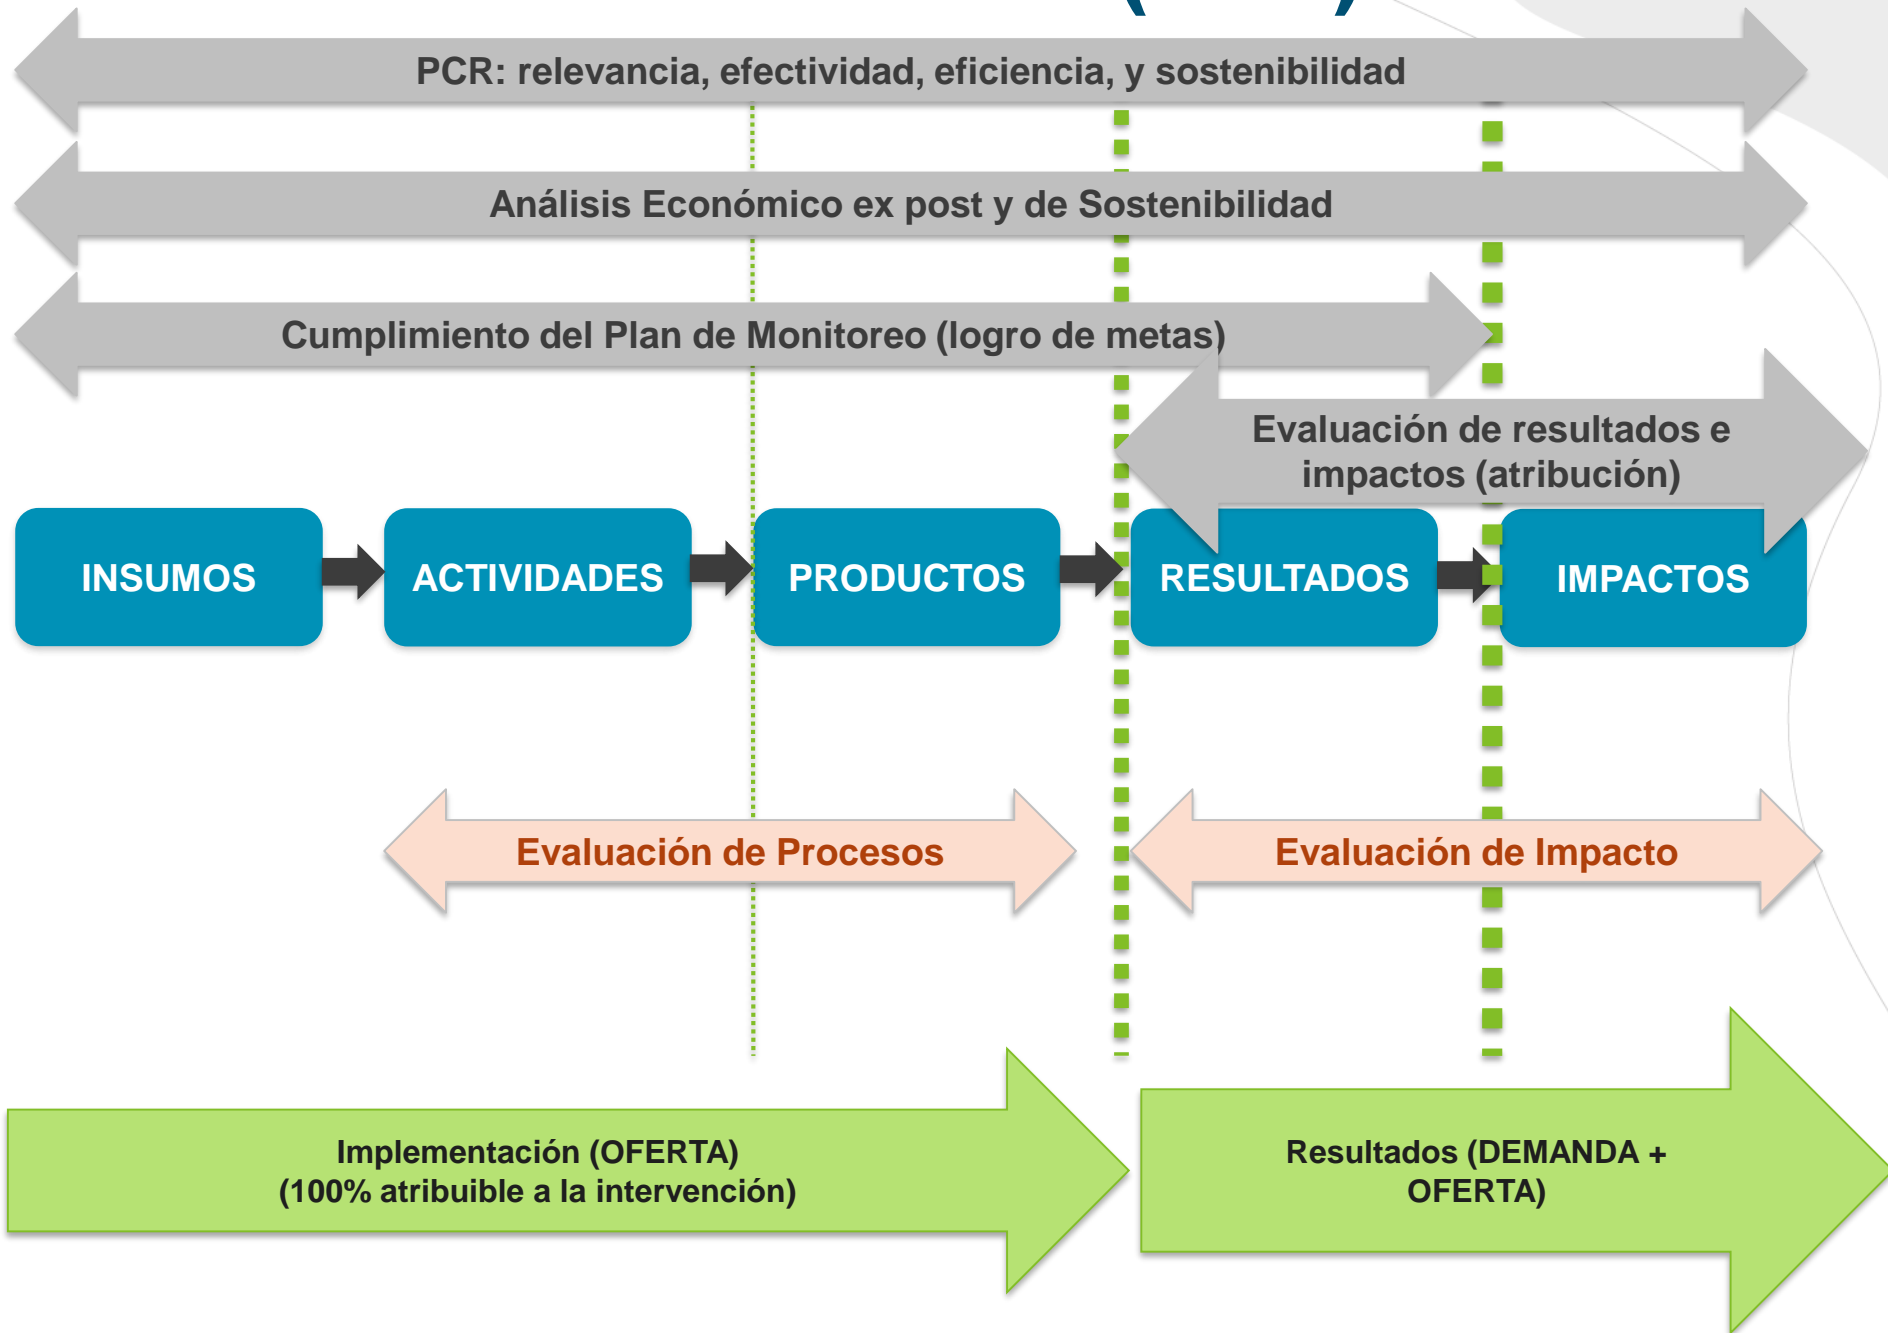 PCR: relevancia, efectividad, eficiencia, y sostenibilidad
Análisis Económico ex post y de Sostenibilidad
Cumplimiento del Plan de Monitoreo (logro de metas)
Evaluación de resultados e
impactos (atribución)
INSUMOS
ACTIVIDADES
PRODUCTOS
RESULTADOS
IMPACTOS
Evaluación de Procesos
Evaluación de Impacto
Implementación (OFERTA)
(100% atribuible a la intervención)
Resultados (DEMANDA +
OFERTA)